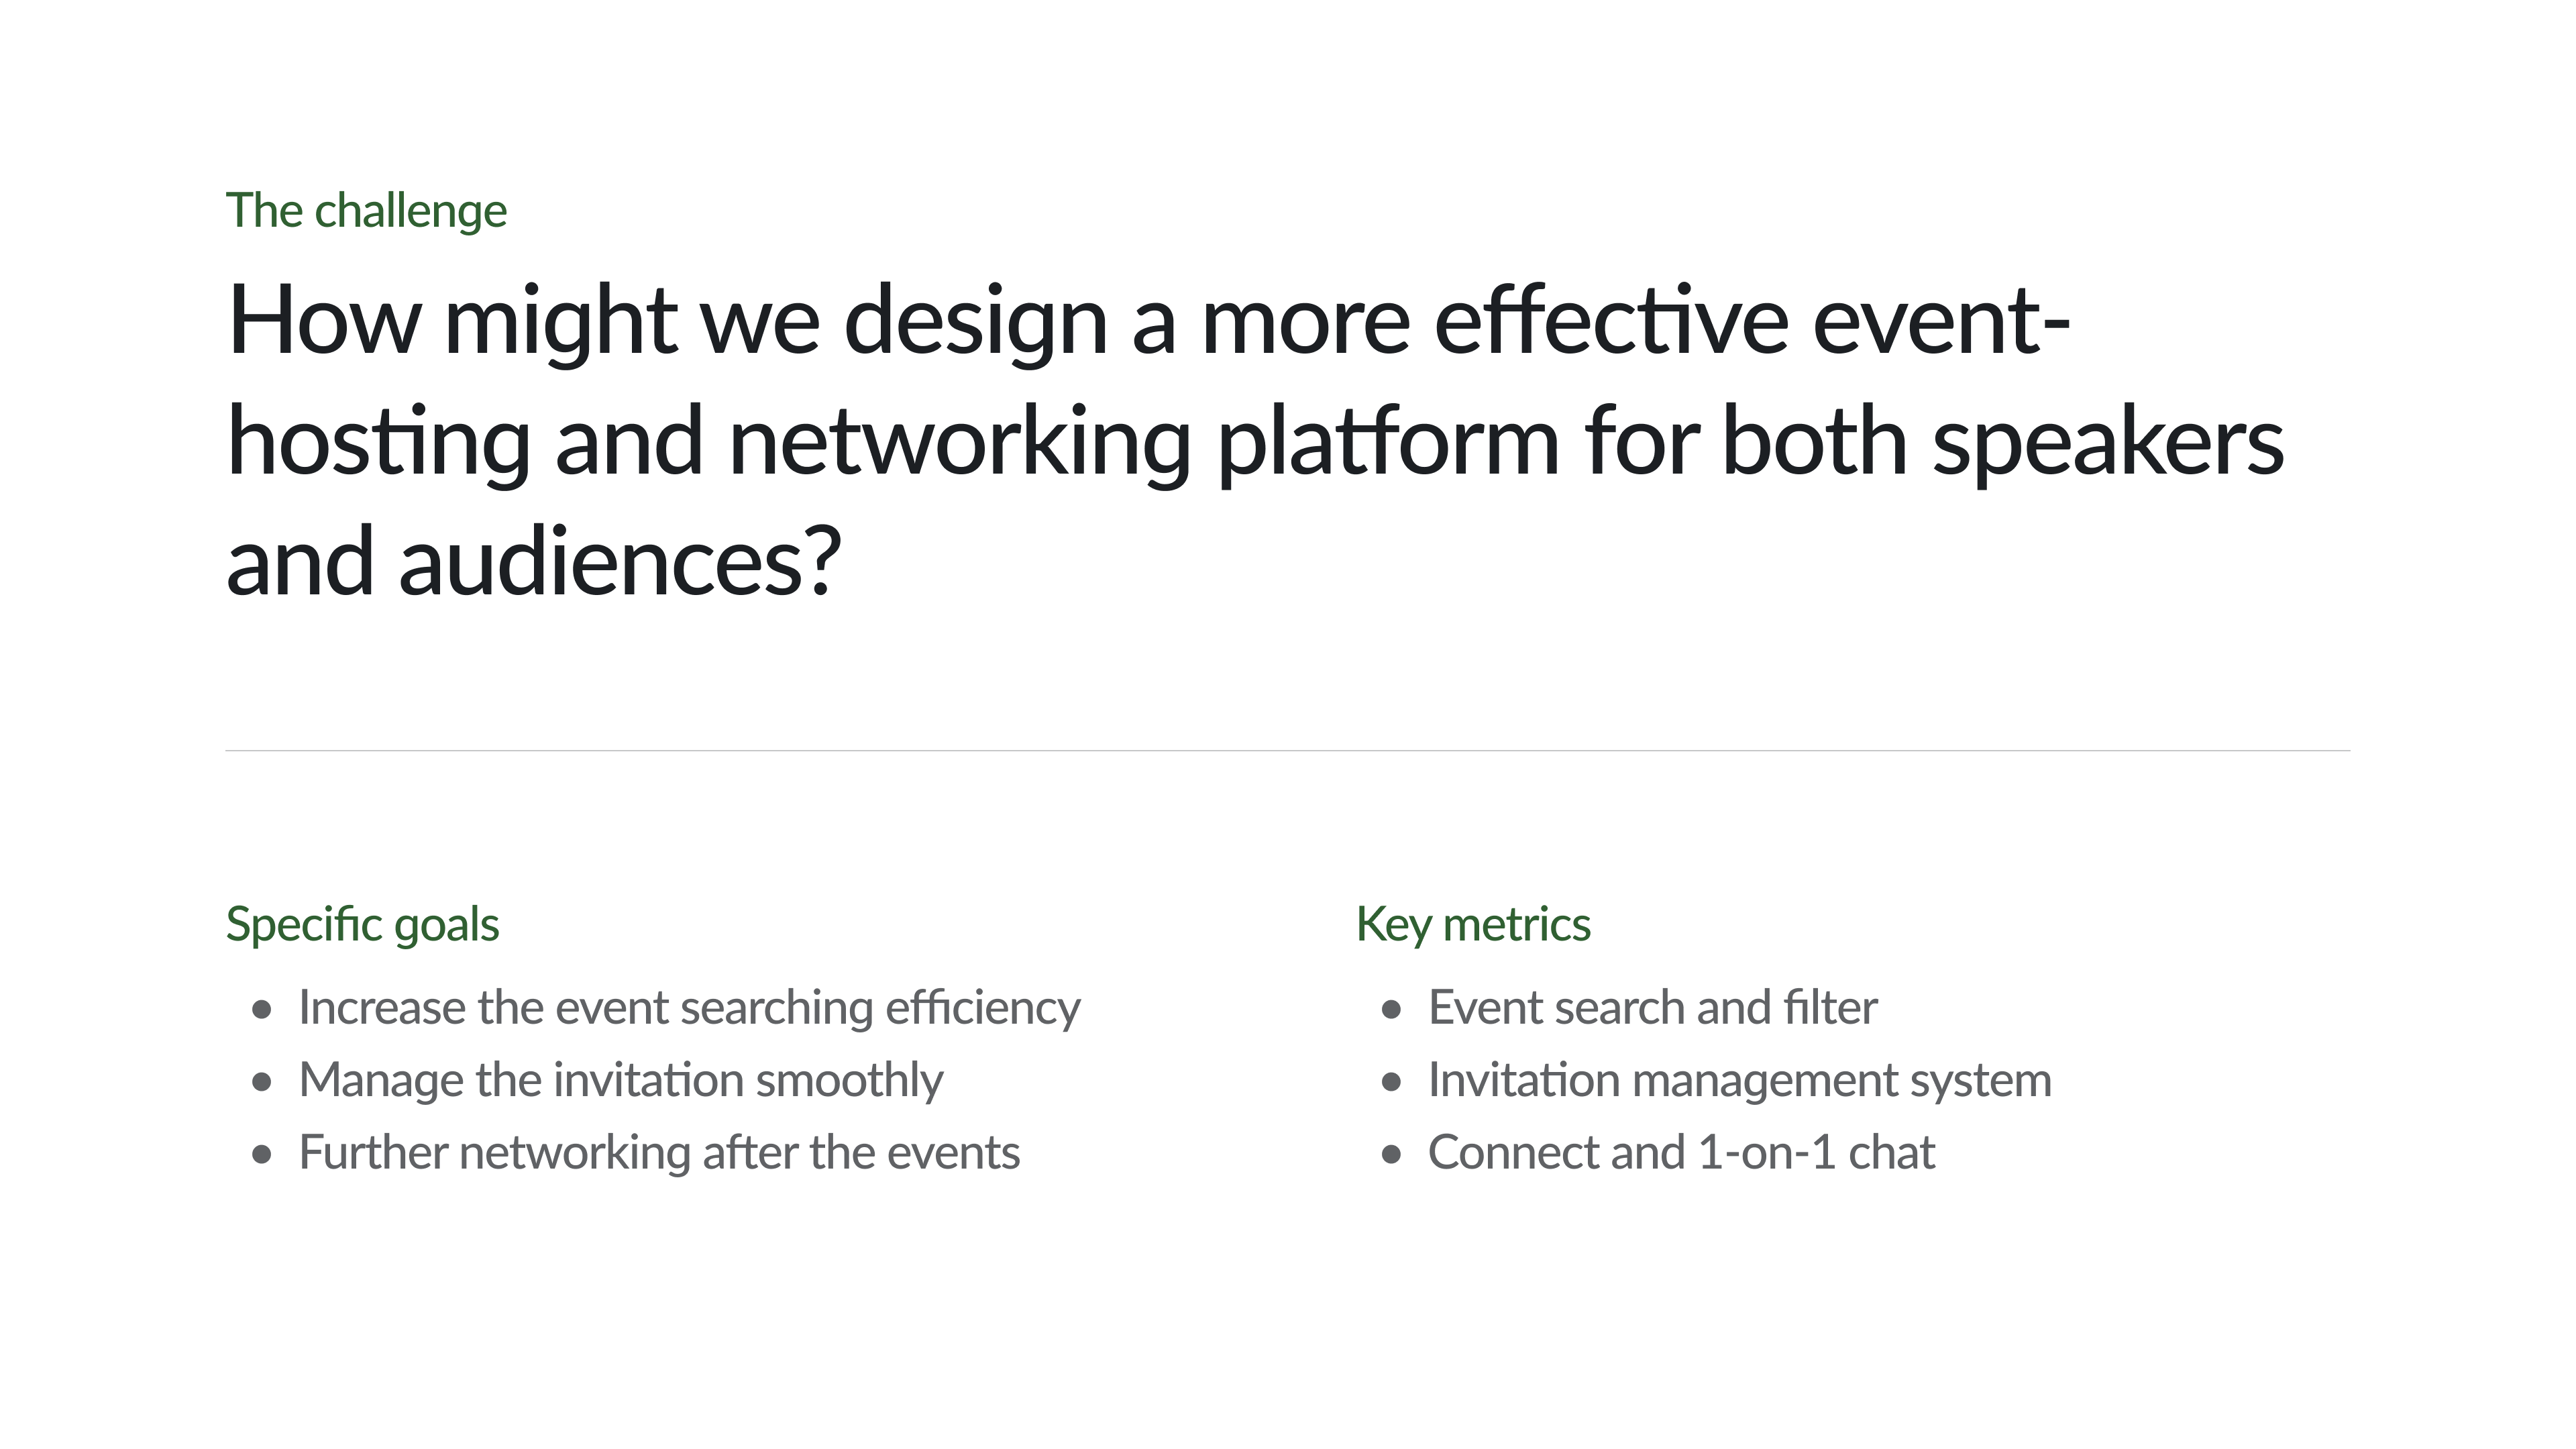 The challenge
How might we design a more effective event-
hosting and networking platform for both speakers
and audiences?
Specific goals
● Increase the event searching efficiency
● Manage the invitation smoothly
● Further networking after the events
Key metrics
● Event search and filter
● Invitation management system
● Connect and 1-on-1 chat